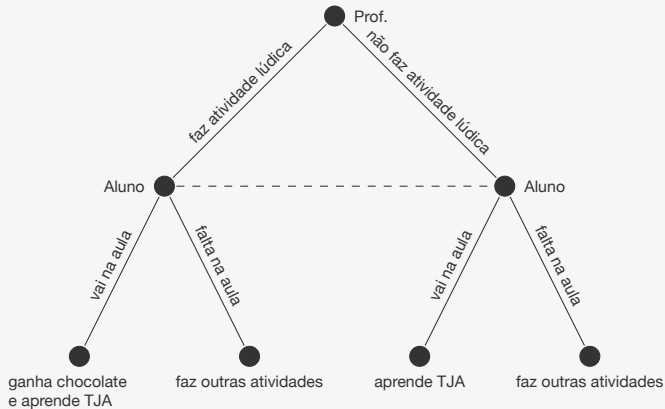 Prof.
faz atividade lúdica
não faz atividade lúdica
Aluno
Aluno
vai na aula
falta na aula
vai na aula
falta na aula
ganha chocolate
e aprende TJA
faz outras atividades
aprende TJA
faz outras atividades